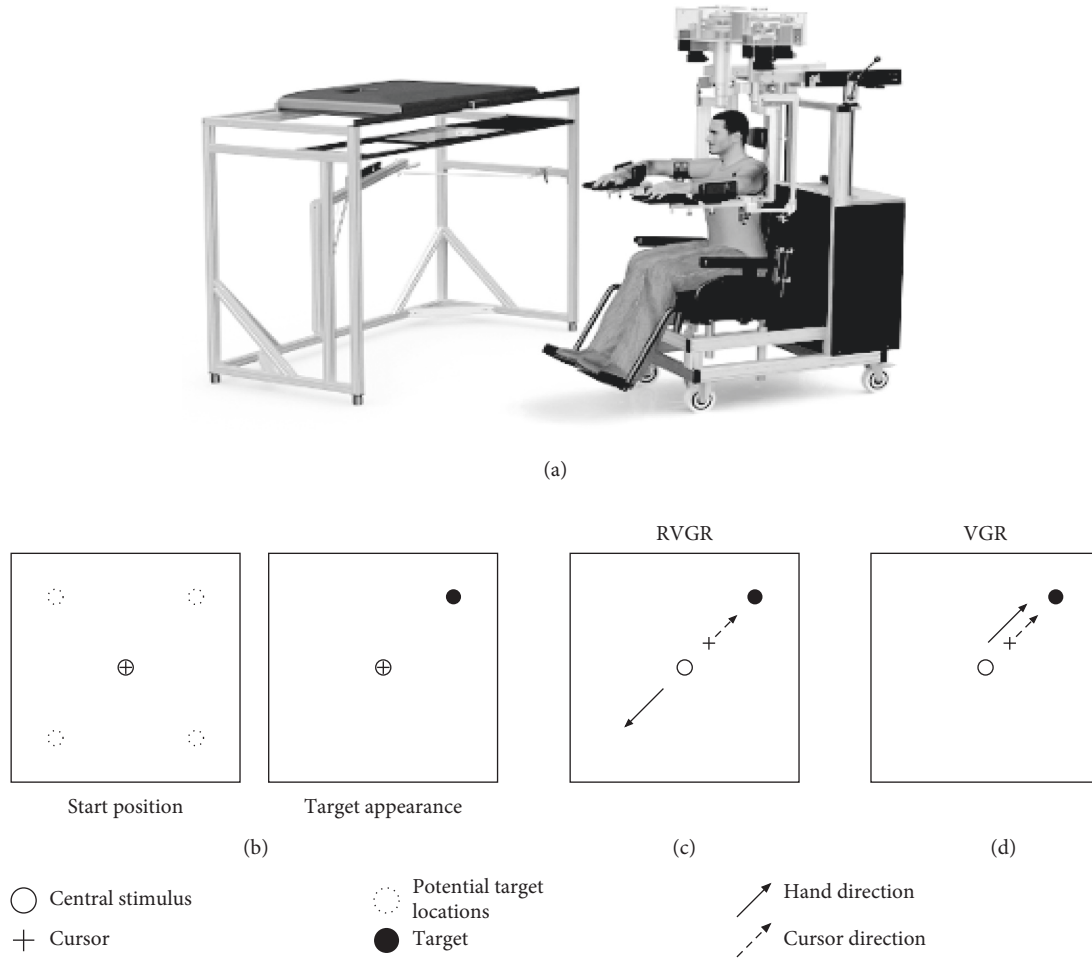 (a)
RVGR
VGR
Start position
Target appearance
(b)
(c)
(d)
Central stimulus
Cursor
Potential target
locations
Target
Hand direction
Cursor direction